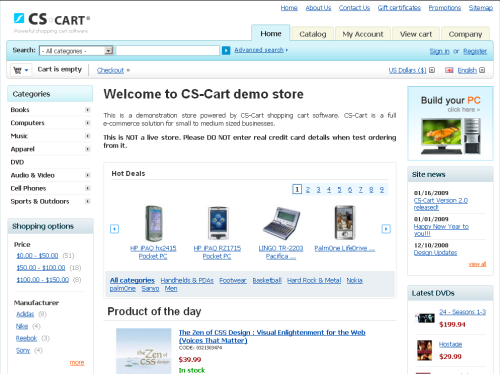 Home About Us Contact Us Gift certificates Promotions Sitemap
CS-CART®
Powerful shopping cart software
Home Catalog My Account View cart Company
Search: - All categories - Advanced search Sign in or Register
Cart is empty Checkout » US Dollars ($) English
Categories
Books
Computers
Music
Apparel
DVD
Audio & Video
Cell Phones
Sports & Outdoors
Shopping options
Price
$0.00 - $50.00 (51)
$50.00 - $100.00 (18)
$100.00 - $150.00 (8)
Manufacturer
Adidas (8)
Nike (4)
Reebok (3)
Sony (4)
more
Welcome to CS-Cart demo store
This is a demonstration store powered by CS-Cart shopping cart software. CS-Cart is a full
e-commerce solution for small to medium sized businesses.
This is NOT a live store. Please DO NOT enter real credit card details when test ordering
from it.
Hot Deals
1 2 3 4 5 6 7 8 9
HP iPAQ hx2415 Pocket PC
HP iPAQ RZ1715 Pocket PC
LINGO TR-2203 Pacifica ...
PalmOne LifeDrive ...
All categories Handhelds & PDAs Footwear Basketball Hard Rock & Metal Nokia
palmOne Sanyo Men
Product of the day
the Zen of CSS design
The Zen of CSS Design : Visual Enlightenment for the Web
(Voices That Matter)
$39.99
In stock
Build your PC
click here »
Site news
01/16/2009
CS-Cart Version 2.0
released!
01/01/2009
Happy New Year to
you!!!
12/10/2008
Design Updates
view all
Latest DVDs
24 - Seasons 1-3
$199.94
Hostage
$29.99